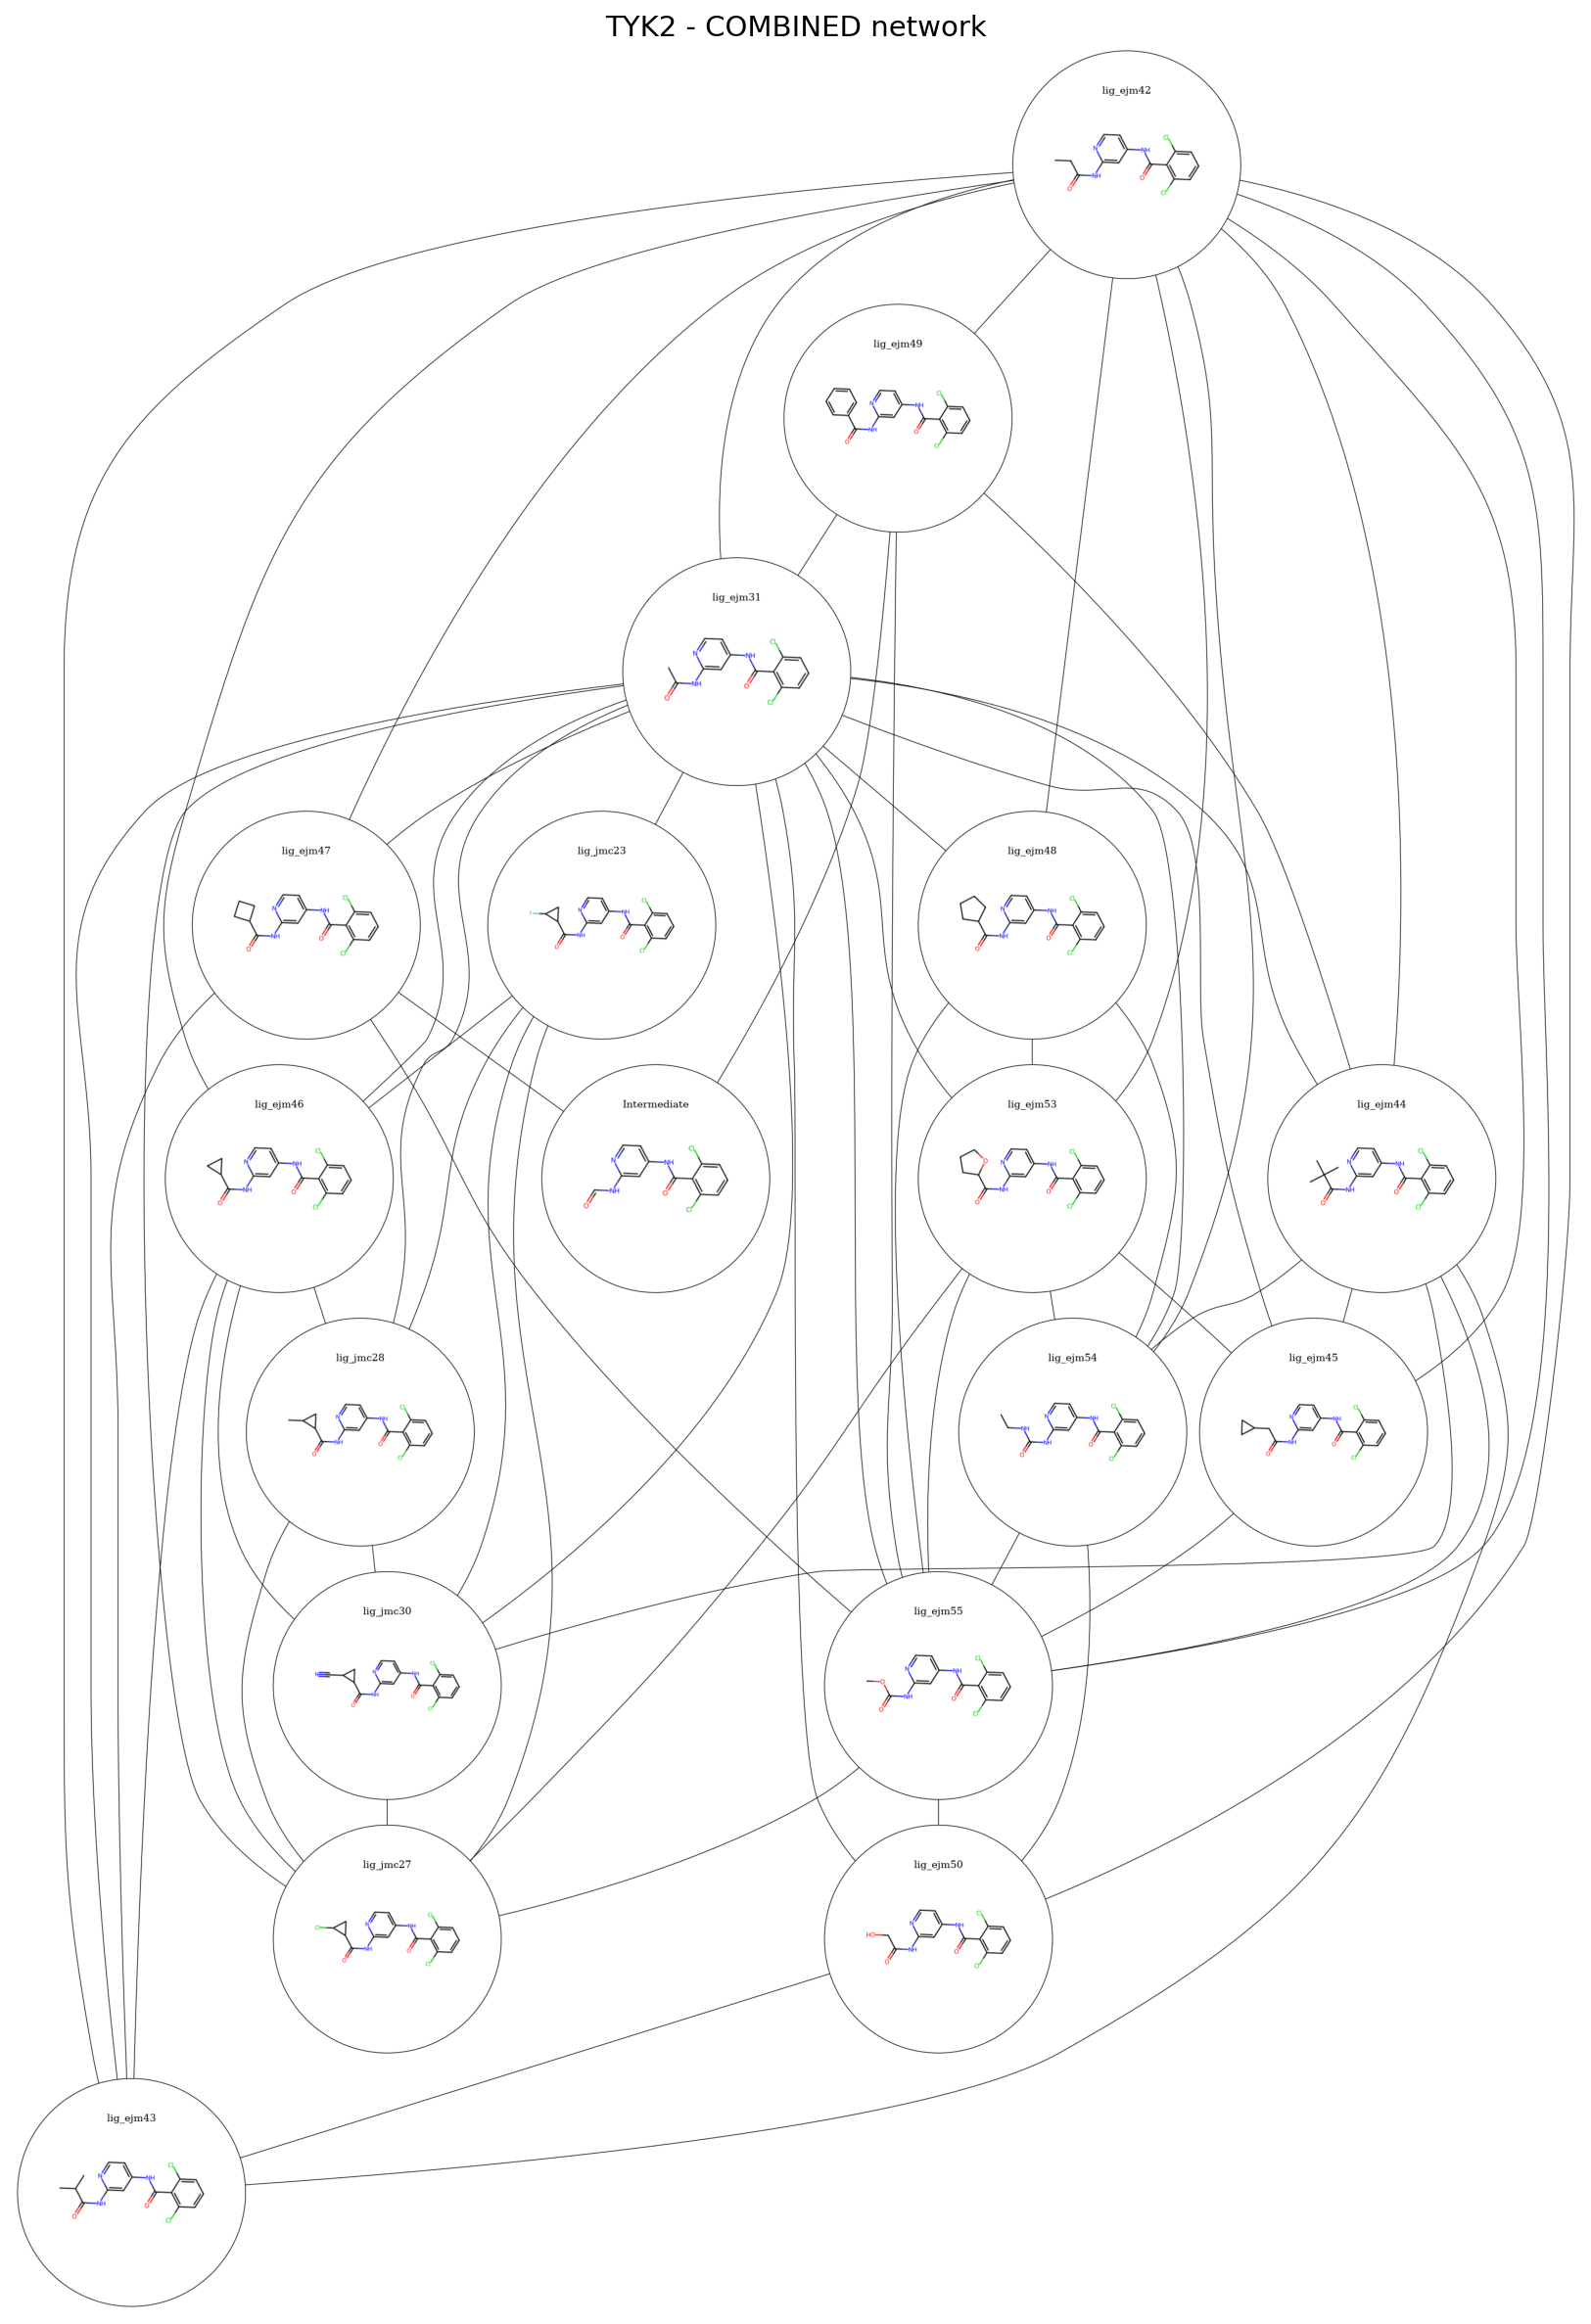 TYK2 - COMBINED network
lig_ejm42
N
NH
Cl
NH
O
O
Cl
lig_ejm49
N
NH
Cl
NH
O
O
Cl
lig_ejm31
N
NH
Cl
NH
O
O
Cl
lig_ejm47
N
NH
Cl
NH
O
O
Cl
lig_jmc23
F
N
NH
Cl
NH
O
O
Cl
lig_ejm48
N
NH
Cl
NH
O
O
Cl
lig_ejm46
N
NH
Cl
NH
O
O
Cl
Intermediate
N
NH
Cl
NH
O
O
Cl
lig_ejm53
O
N
NH
Cl
NH
O
O
Cl
lig_ejm44
N
NH
Cl
NH
O
O
Cl
lig_jmc28
N
NH
Cl
NH
O
O
Cl
lig_ejm54
NH
N
NH
Cl
NH
O
O
Cl
lig_ejm45
N
NH
Cl
NH
O
O
Cl
lig_jmc30
N
N
NH
Cl
NH
O
O
Cl
lig_ejm55
O
N
NH
Cl
NH
O
O
Cl
lig_jmc27
Cl
N
NH
Cl
NH
O
O
Cl
lig_ejm50
HO
N
NH
Cl
NH
O
O
Cl
lig_ejm43
N
NH
Cl
NH
O
O
Cl